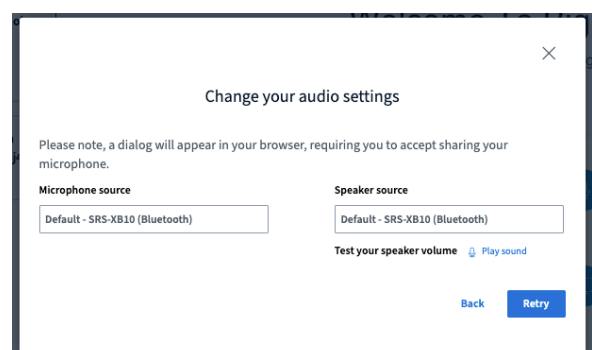 Change your audio settings
Please note, a dialog will appear in your browser, requiring you to accept sharing your
microphone.
Microphone source
Speaker source
Default - SRS-XB10 (Bluetooth)
Default - SRS-XB10 (Bluetooth)
Test your speaker volume
Play sound
Back
Retry